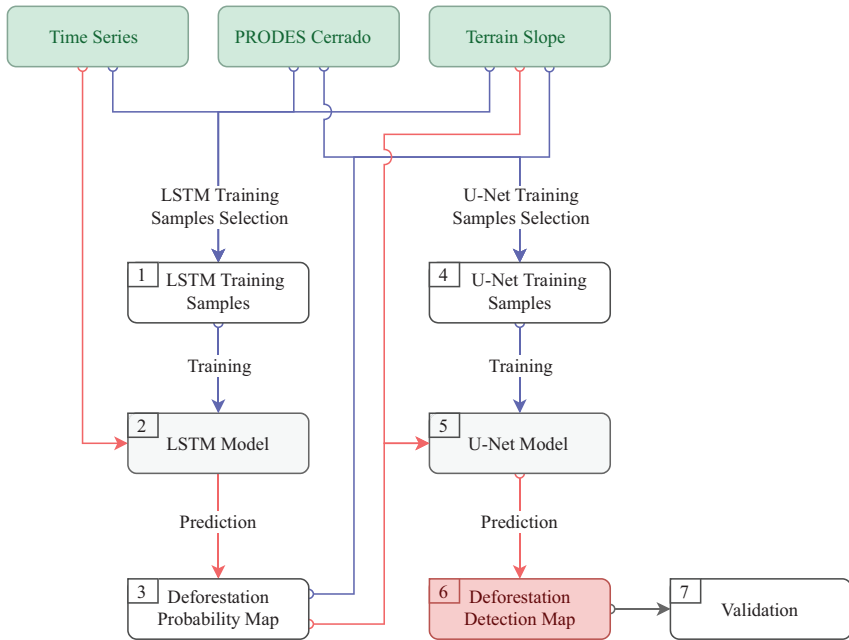 Time Series
PRODES Cerrado
Terrain Slope
LSTM Training
Samples Selection
U-Net Training
Samples Selection
1
LSTM Training
Samples
4
U-Net Training
Samples
Training
Training
2
LSTM Model
5
U-Net Model
Prediction
Prediction
3
Deforestation
Probability Map
6
Deforestation
Detection Map
7
Validation